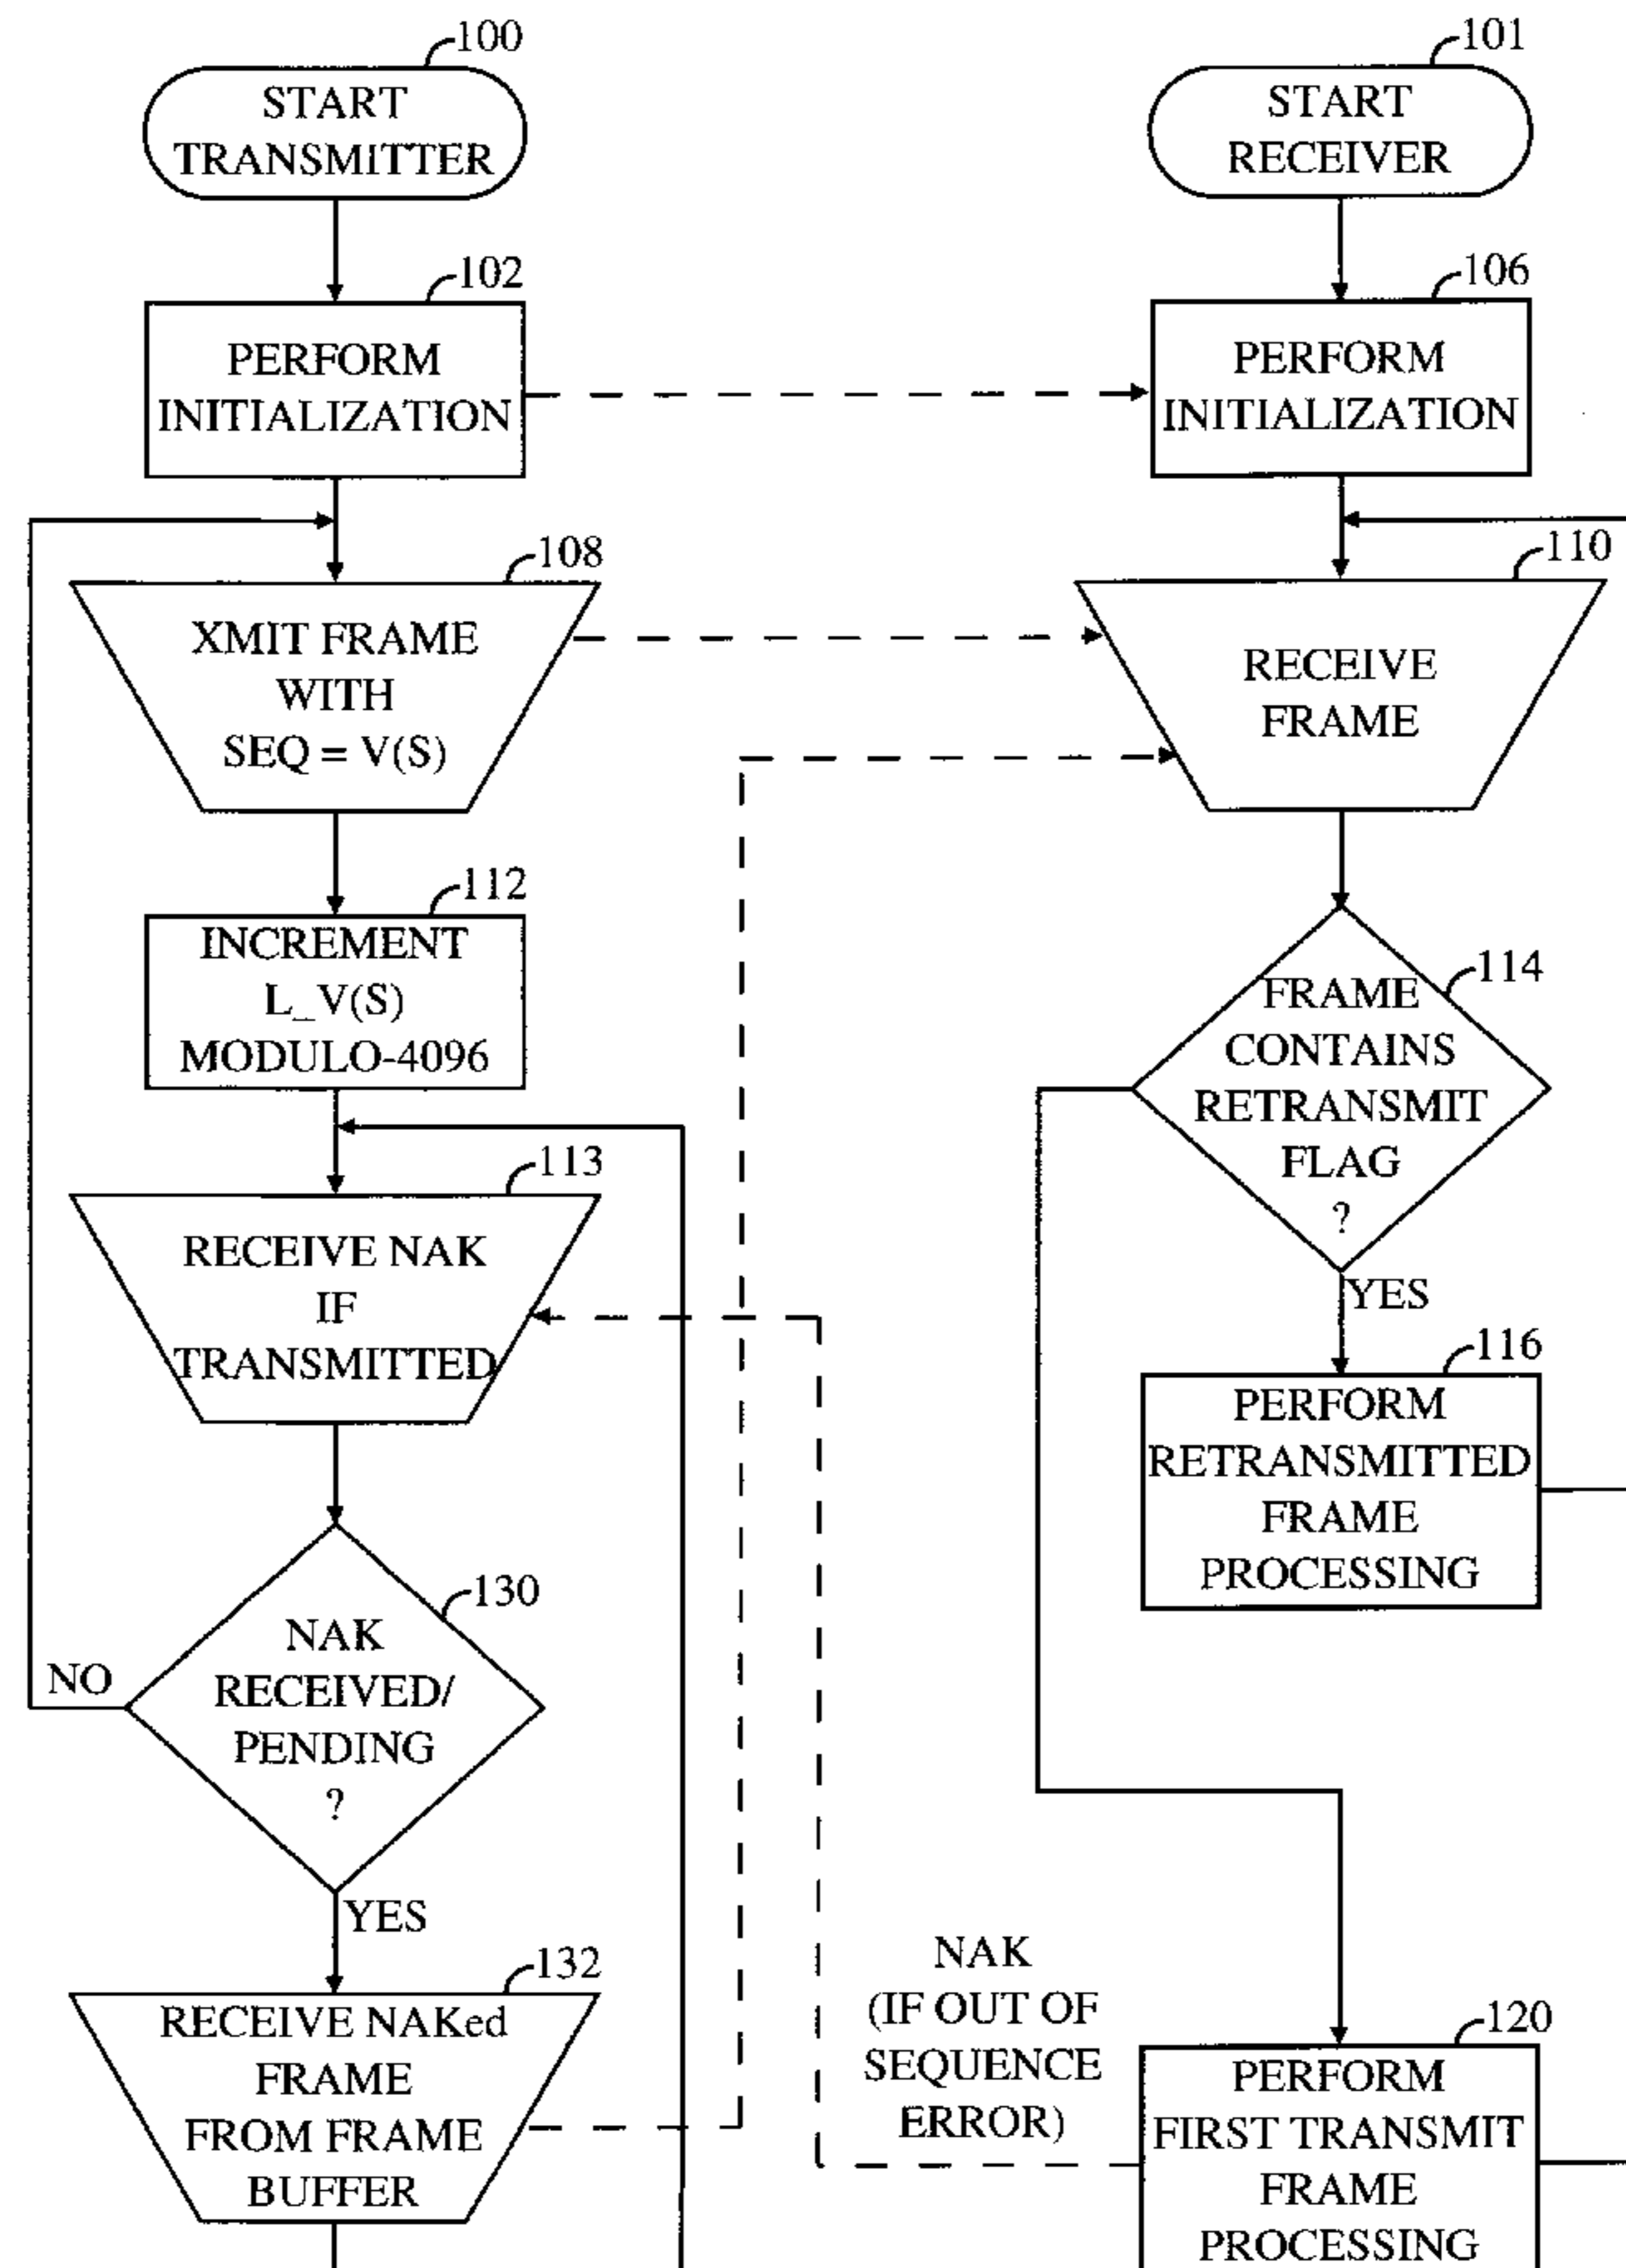 100
START
TRANSMITTER
102
PERFORM
INITIALIZATION
108
XMIT FRAME
WITH
SEQ = V(S)
112
INCREMENT
L_V(S)
MODULO-4096
113
RECEIVE NAK
IF
TRANSMITTED
130
NAK
RECEIVED/
PENDING
?
NO
YES
132
RECEIVE NAKed
FRAME
FROM FRAME
BUFFER
101
START
RECEIVER
106
PERFORM
INITIALIZATION
110
RECEIVE
FRAME
114
FRAME
CONTAINS
RETRANSMIT
FLAG
?
YES
116
PERFORM
RETRANSMITTED
FRAME
PROCESSING
NAK
(IF OUT OF
SEQUENCE
ERROR)
120
PERFORM
FIRST TRANSMIT
FRAME
PROCESSING